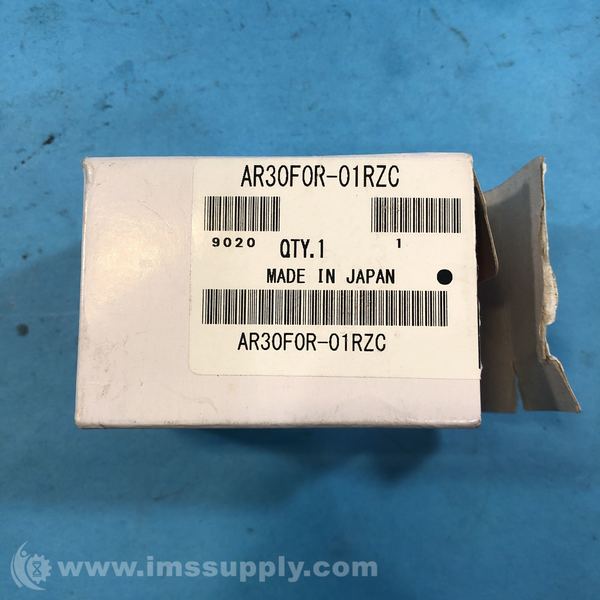 AR30F0R-01RZC
9020 QTY.1 1
MADE IN JAPAN
AR30F0R-01RZC
www.imssupply.com